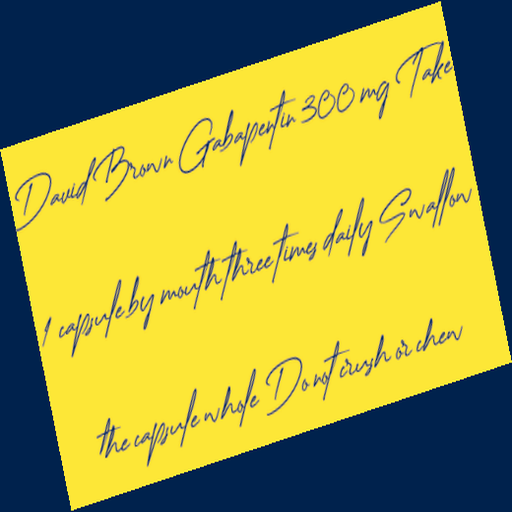 David Brown Gabapentin 300 mg Take
1 capsule by mouth three times daily Swallow
the capsule whole Do not crush or chew